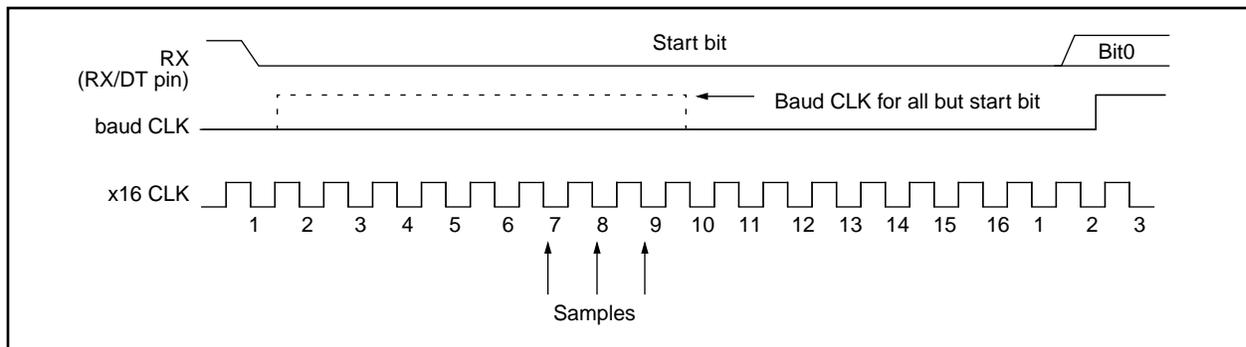 Start bit
RX
(RX/DT pin)
Bit0
Baud CLK for all but start bit
baud CLK
x16 CLK
1 2 3 4 5 6 7 8 9 10 11 12 13 14 15 16 1 2 3
Samples